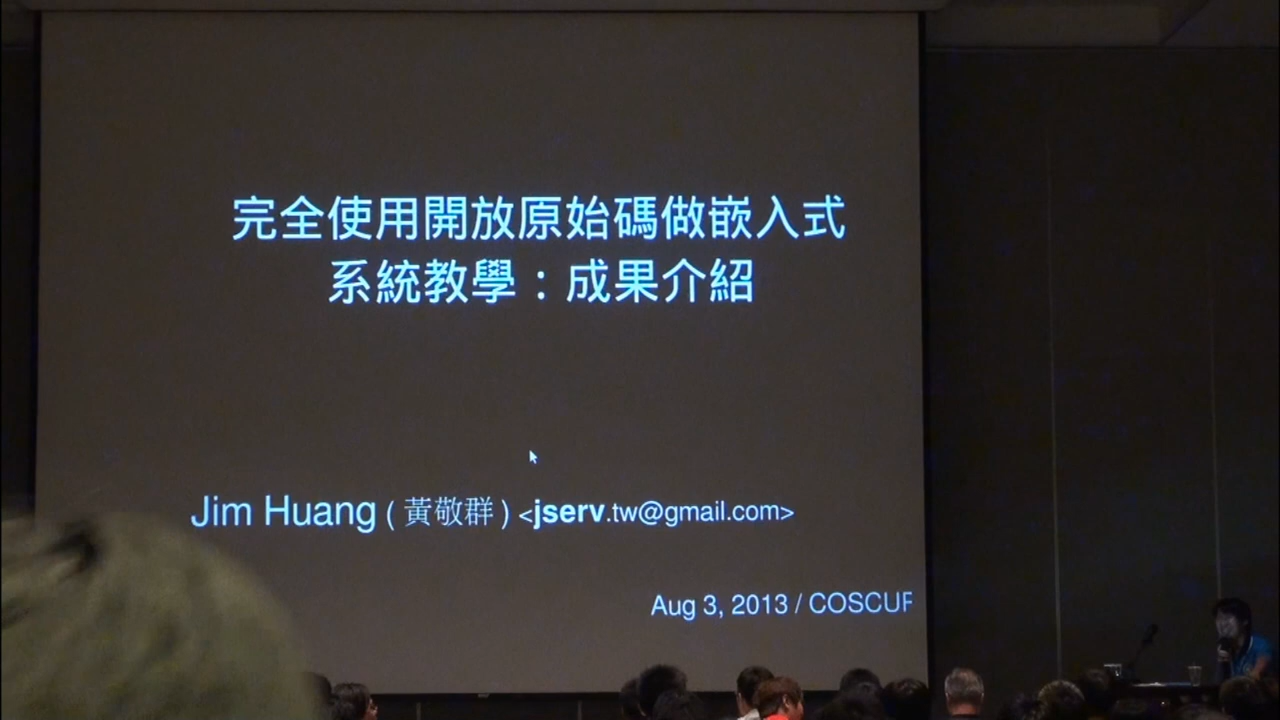 完全使用開放原始碼做嵌入式
系統教學：成果介紹
Jim Huang ( 黃敬群 ) <jserv.tw@gmail.com>
Aug 3, 2013 / COSCUP